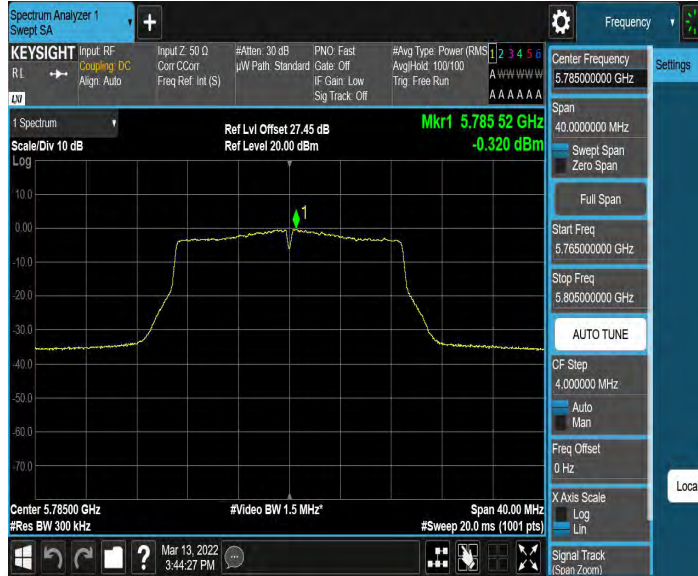 Spectrum Analyzer 1
Swept SA
+
Frequency
KEYSIGHT
RL
LXI
Input: RF
Coupling: DC
Align: Auto
Input Z: 50 Ω
Corr CCorr
Freq Ref: Int (S)
#Atten: 30 dB
µW Path: Standard
PNO: Fast
Gate: Off
IF Gain: Low
Sig Track: Off
#Avg Type: Power (RMS
Avg|Hold: 100/100
Trig: Free Run
1 2 3 4 5 6
A W W W W W
A A A A A A
1 Spectrum
Scale/Div 10 dB
Log
Ref Lvl Offset 27.45 dB
Ref Level 20.00 dBm
Mkr1 5.785 52 GHz
-0.320 dBm
10.0
0.00
-10.0
-20.0
-30.0
-40.0
-50.0
-60.0
-70.0
1
Center 5.78500 GHz
#Res BW 300 kHz
#Video BW 1.5 MHz*
Span 40.00 MHz
#Sweep 20.0 ms (1001 pts)
?
Mar 13, 2022
3:44:27 PM
Center Frequency
5.785000000 GHz
Settings
Span
40.0000000 MHz
Swept Span
Zero Span
Full Span
Start Freq
5.765000000 GHz
Stop Freq
5.805000000 GHz
AUTO TUNE
CF Step
4.000000 MHz
Auto
Man
Freq Offset
0 Hz
X Axis Scale
Log
Lin
Loca
Signal Track
(Span Zoom)